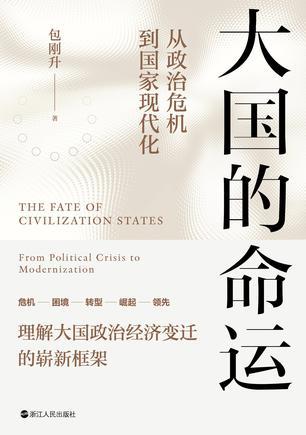 大国的命运
从政治危机
到国家现代化
包刚升
著
THE FATE OF
CIVILIZATION STATES
From Political Crisis to
Modernization
危机 — 困境 — 转型 — 崛起 — 领先
理解大国政治经济变迁
的崭新框架
浙江人民出版社